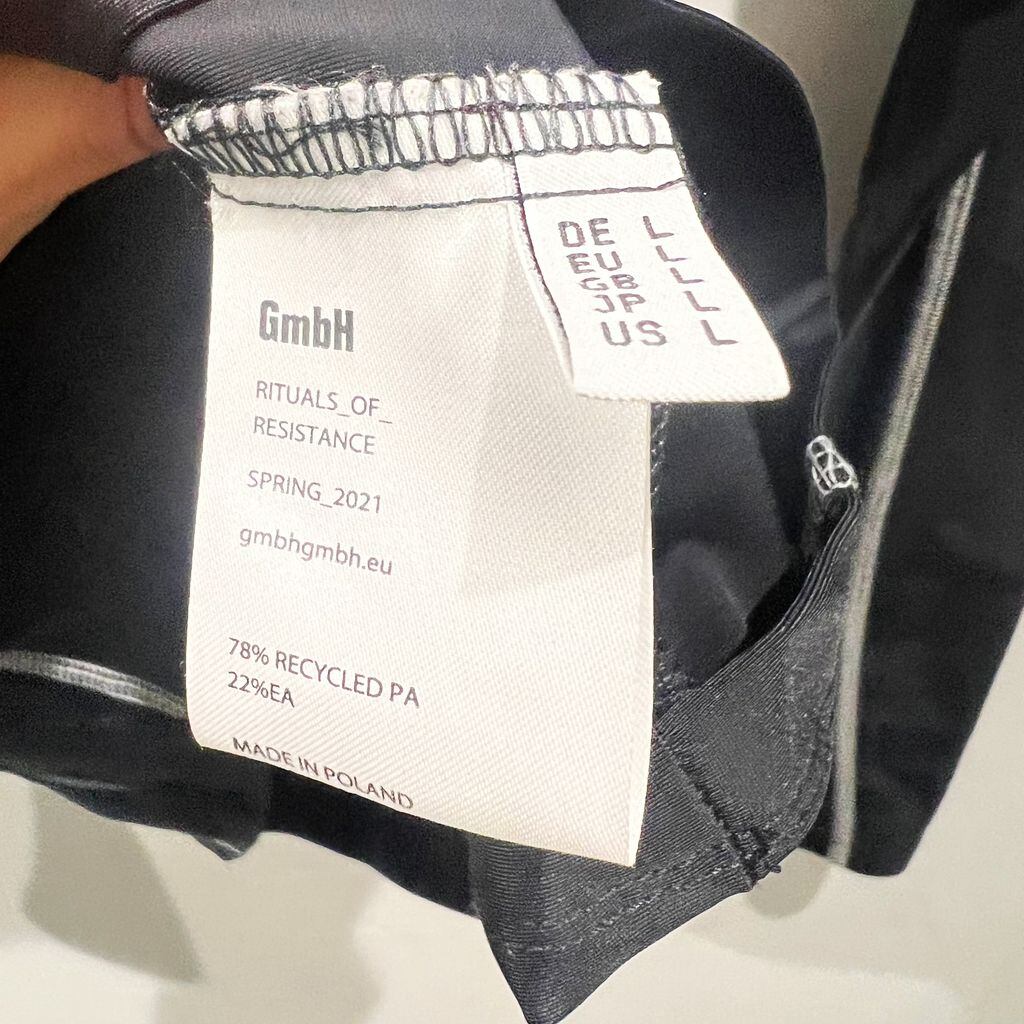 GmbH
RITUALS_OF_
RESISTANCE
SPRING_2021
gmbhgmbh.eu
78% RECYCLED PA
22%EA
MADE IN POLAND
DE L
EU L
GB L
JP L
US L